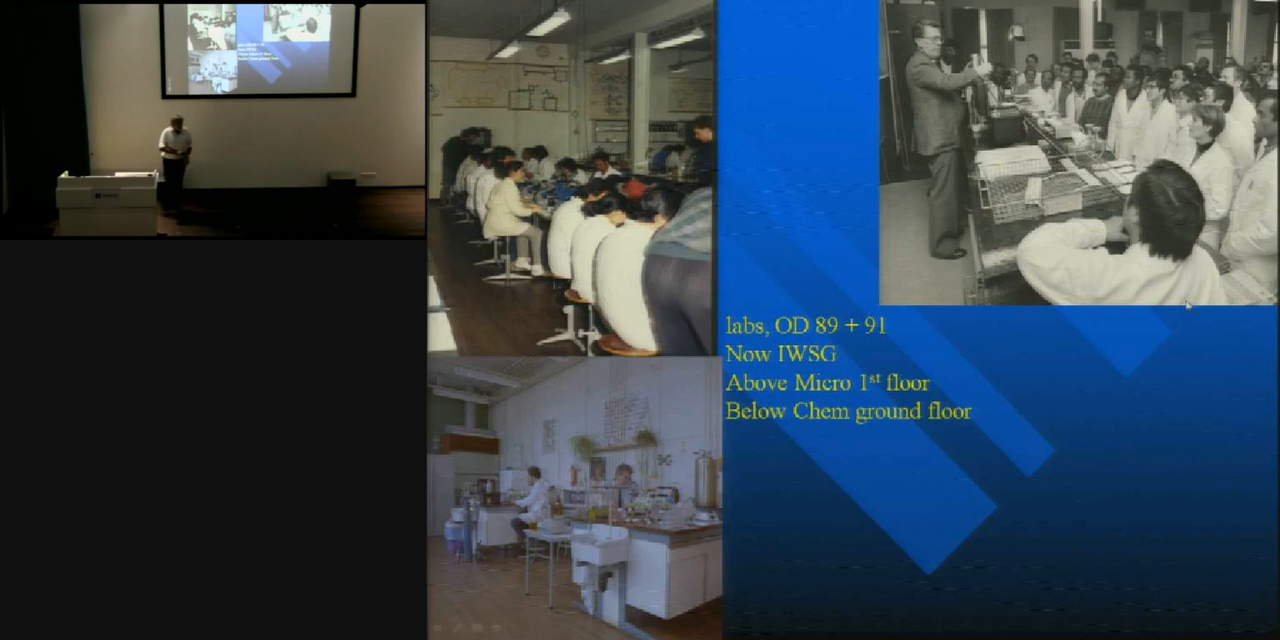 labs, OD 89 + 91
Now IWSG
Above Micro 1st floor
Below Chem ground floor